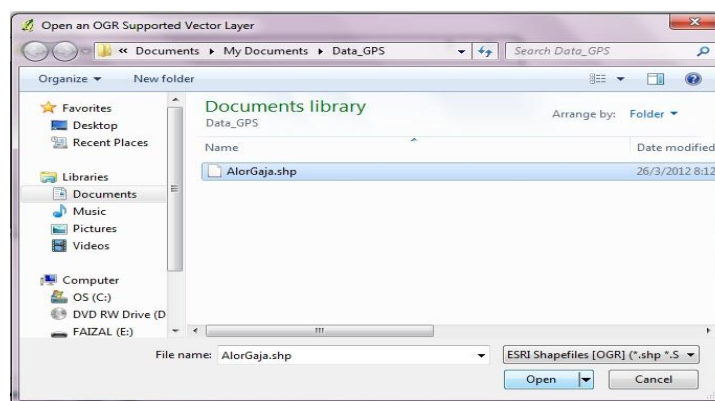 Open an OGR Supported Vector Layer
« Documents ▸ My Documents ▸ Data_GPS
Search Data_GPS
Organize ▾ New folder
Favorites
Desktop
Recent Places
Libraries
Documents
Music
Pictures
Videos
Computer
OS (C:)
DVD RW Drive (D
FAIZAL (E:)
Documents library
Data_GPS
Arrange by: Folder ▾
Name Date modified
AlorGaja.shp 26/3/2012 8:12
File name: AlorGaja.shp
ESRI Shapefiles [OGR] (*.shp *.S
Open Cancel